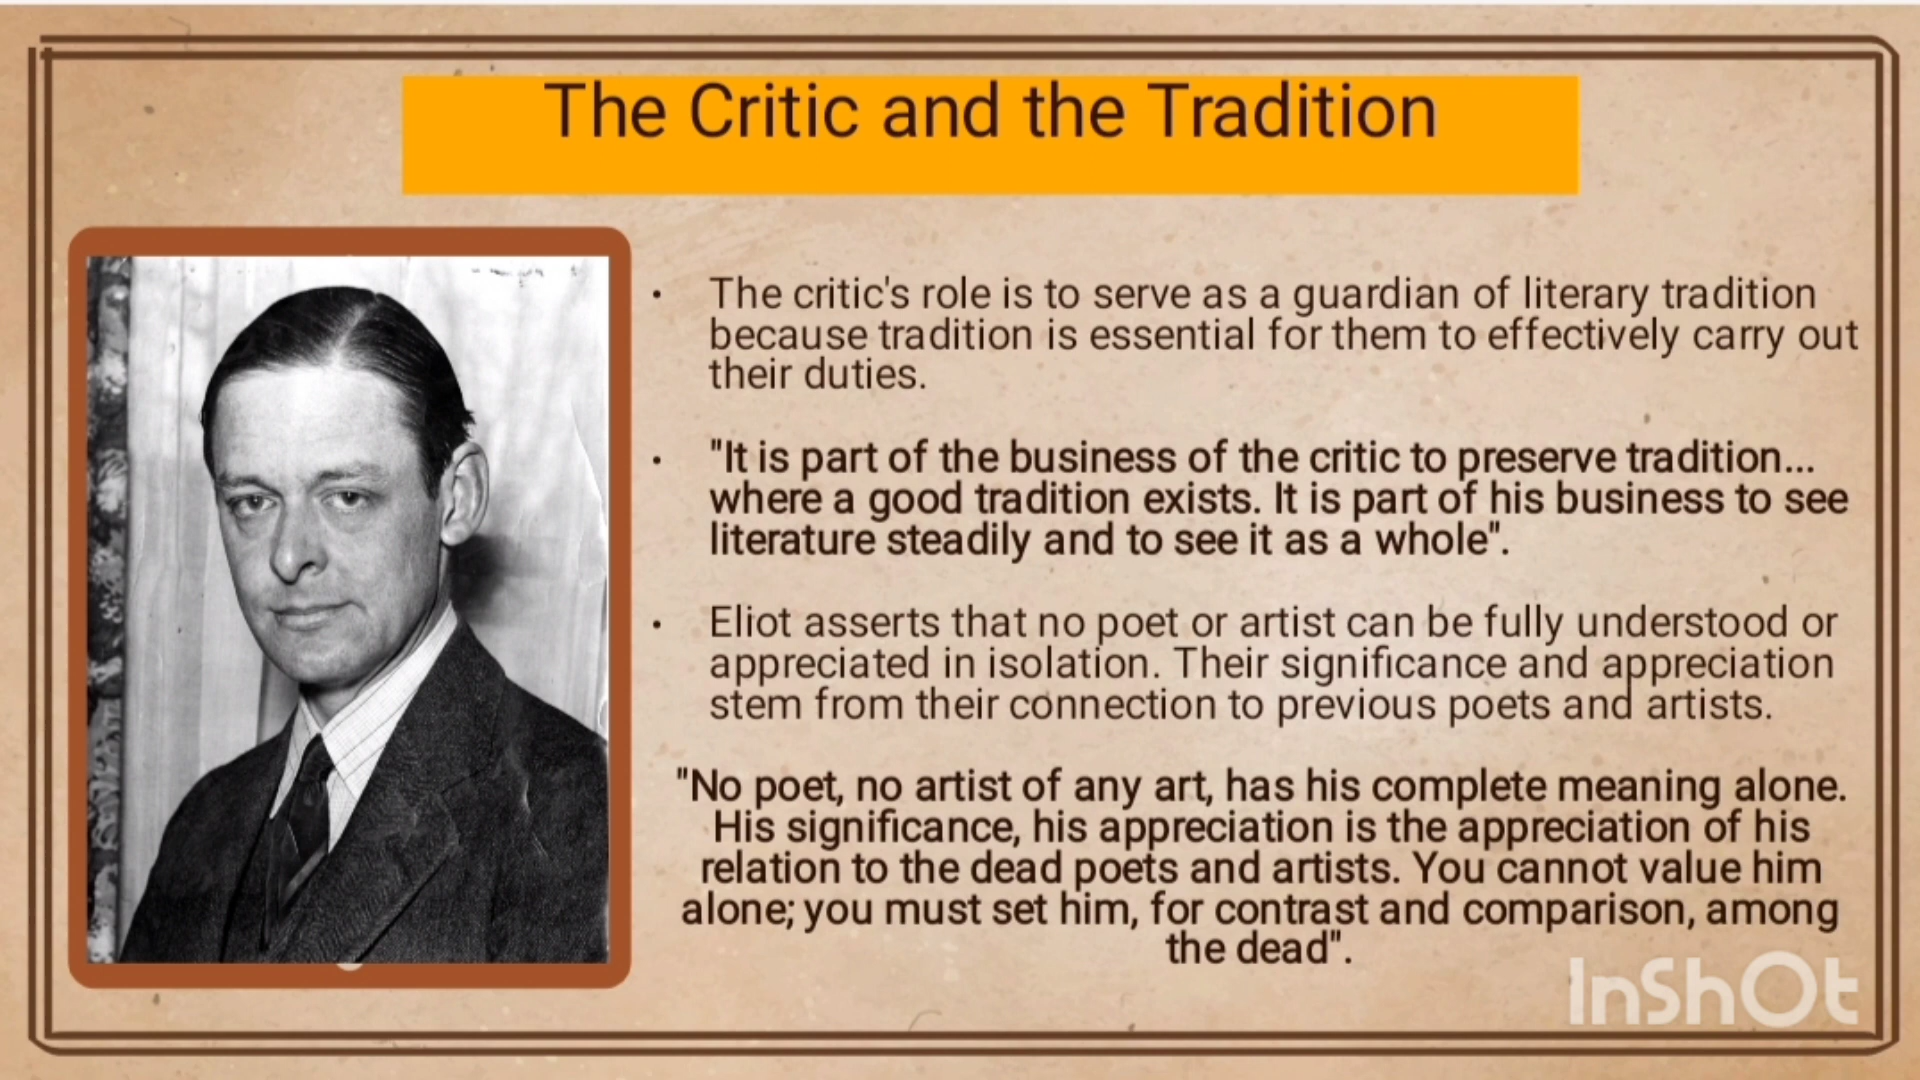 The Critic and the Tradition
• The critic's role is to serve as a guardian of literary tradition
because tradition is essential for them to effectively carry out
their duties.
• "It is part of the business of the critic to preserve tradition...
where a good tradition exists. It is part of his business to see
literature steadily and to see it as a whole".
• Eliot asserts that no poet or artist can be fully understood or
appreciated in isolation. Their significance and appreciation
stem from their connection to previous poets and artists.
"No poet, no artist of any art, has his complete meaning alone.
His significance, his appreciation is the appreciation of his
relation to the dead poets and artists. You cannot value him
alone; you must set him, for contrast and comparison, among
the dead".
InShOt